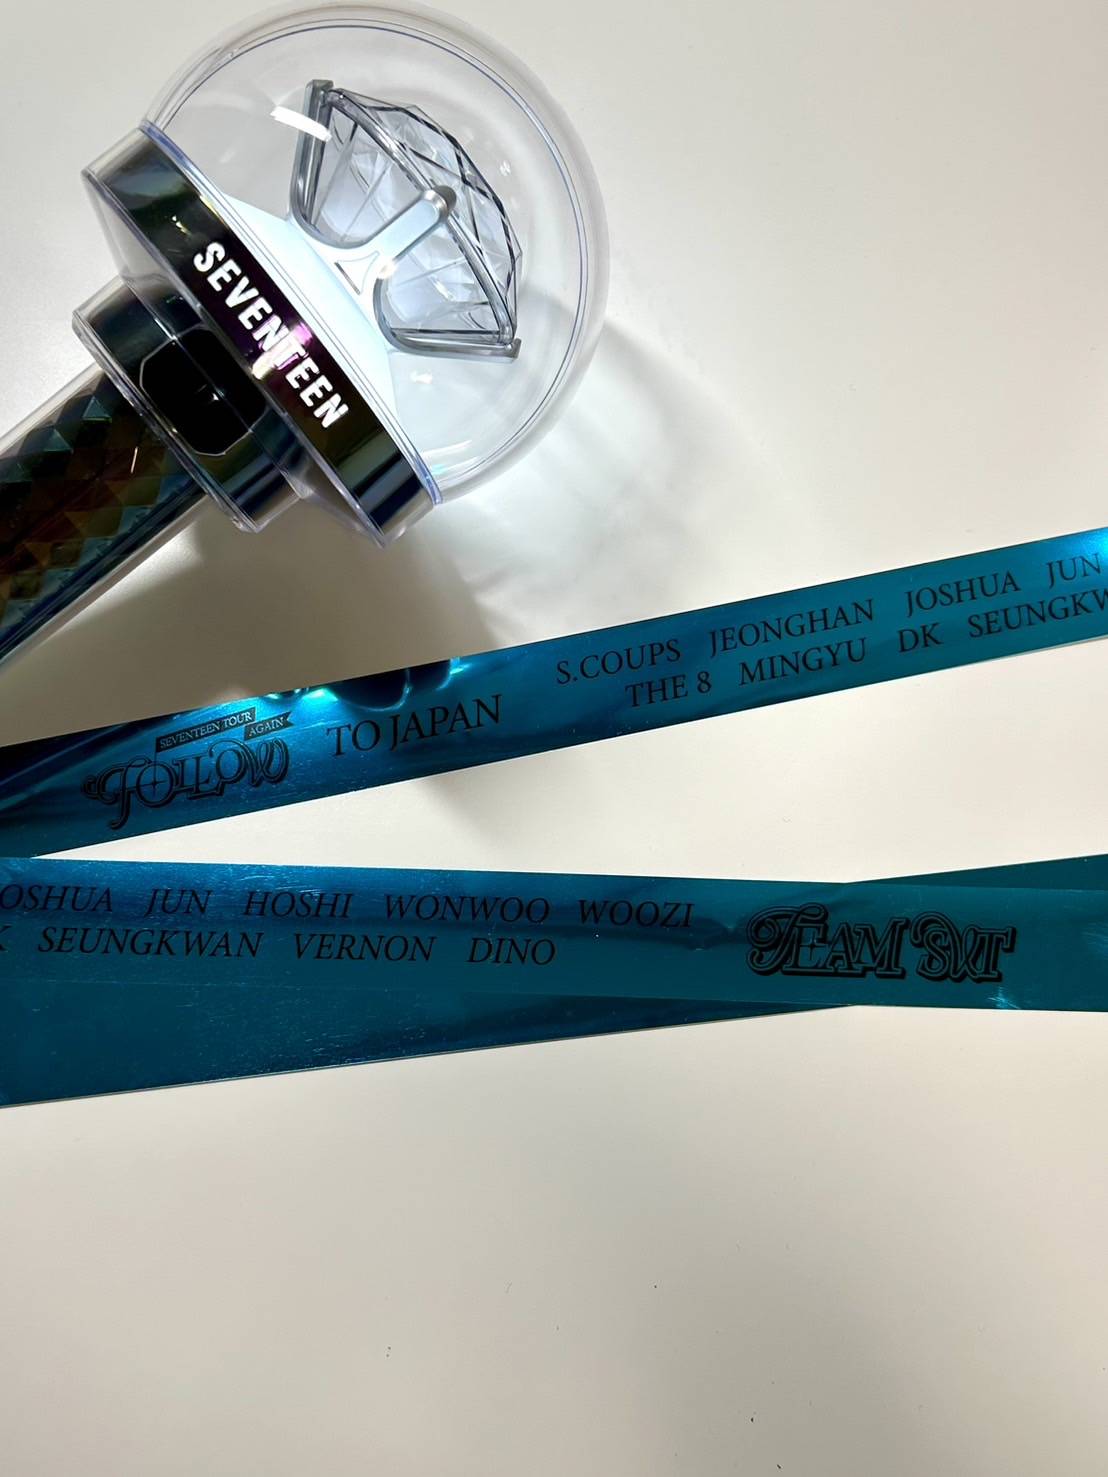 SEVENTEEN
SEVENTEEN TOUR
AGAIN
FOLLOW
TO JAPAN
S.COUPS JEONGHAN JOSHUA JUN
THE 8 MINGYU DK SEUNGKW
OSHUA JUN HOSHI WONWOO WOOZI
K SEUNGKWAN VERNON DINO
TEAM SVT